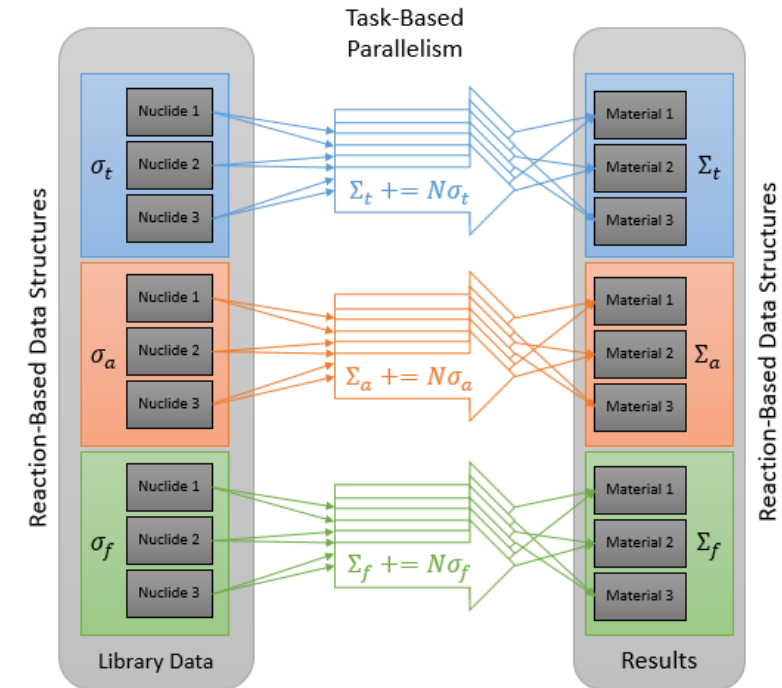 Task-Based
Parallelism
Reaction-Based Data Structures
σt
Nuclide 1
Nuclide 2
Nuclide 3
Σt += Nσt
Material 1
Material 2
Material 3
Σt
σa
Nuclide 1
Nuclide 2
Nuclide 3
Σa += Nσa
Material 1
Material 2
Material 3
Σa
σf
Nuclide 1
Nuclide 2
Nuclide 3
Σf += Nσf
Material 1
Material 2
Material 3
Σf
Library Data
Results
Reaction-Based Data Structures